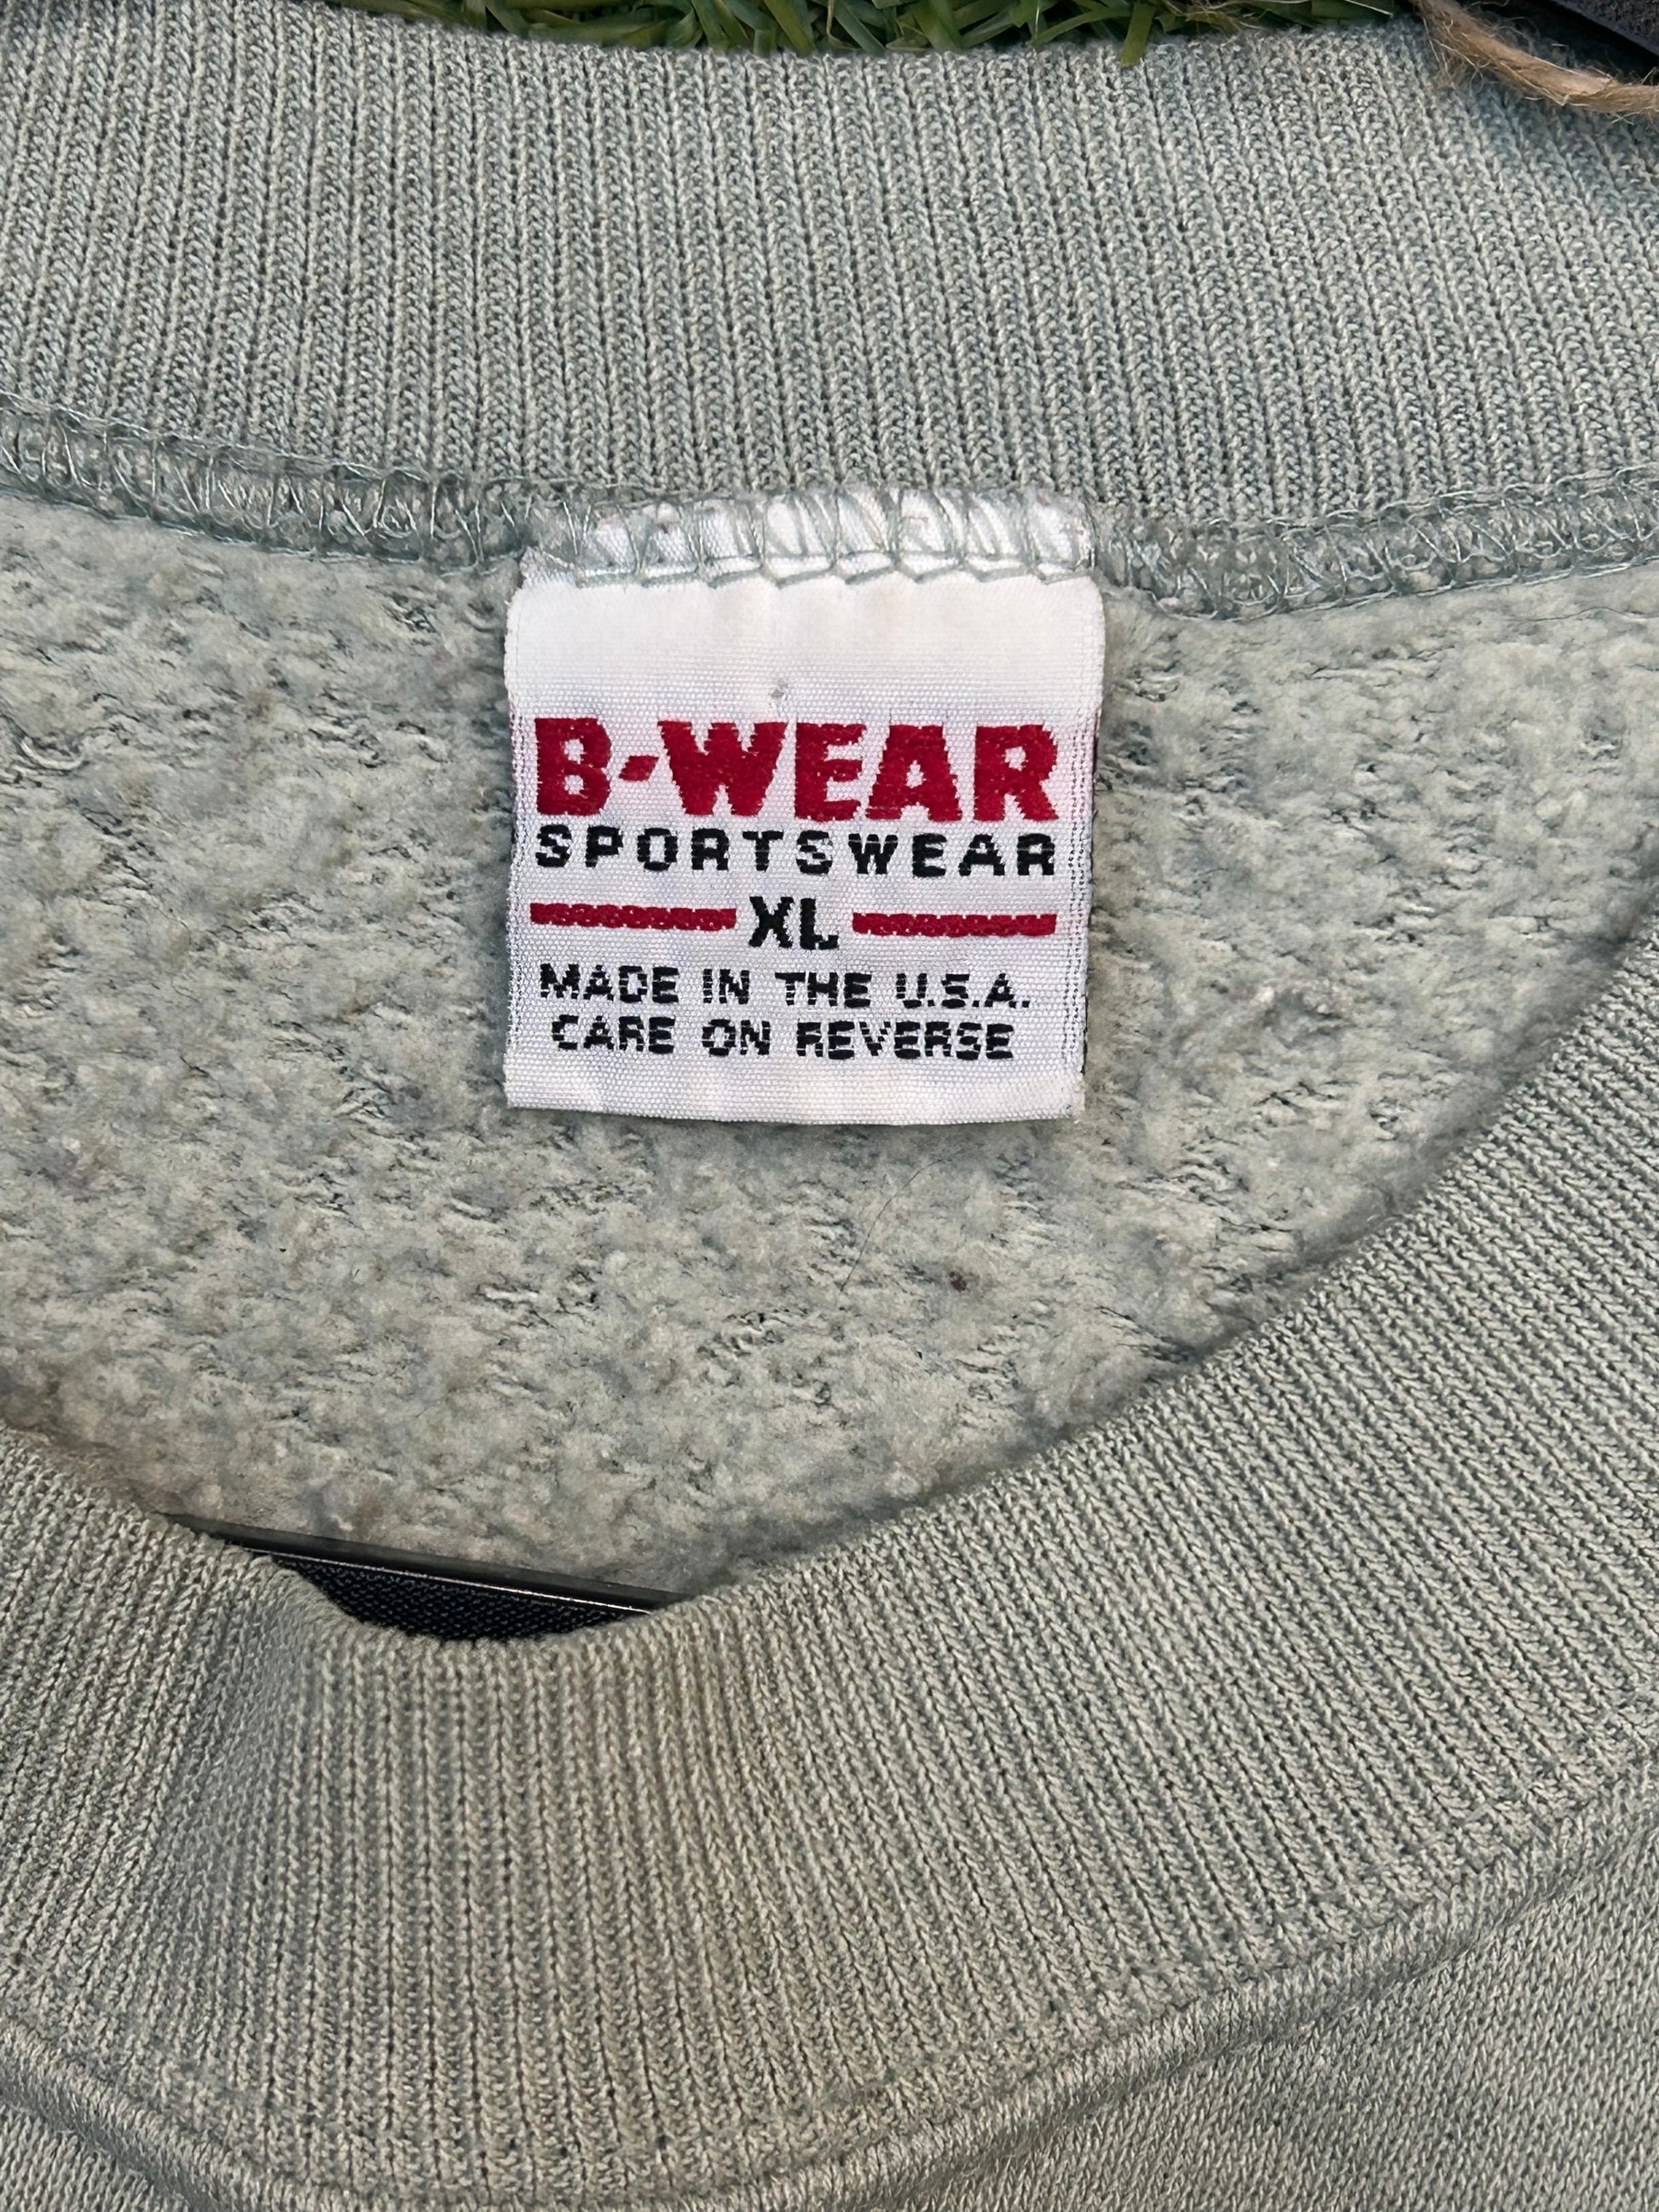 B-WEAR
SPORTSWEAR
XL
MADE IN THE U.S.A.
CARE ON REVERSE